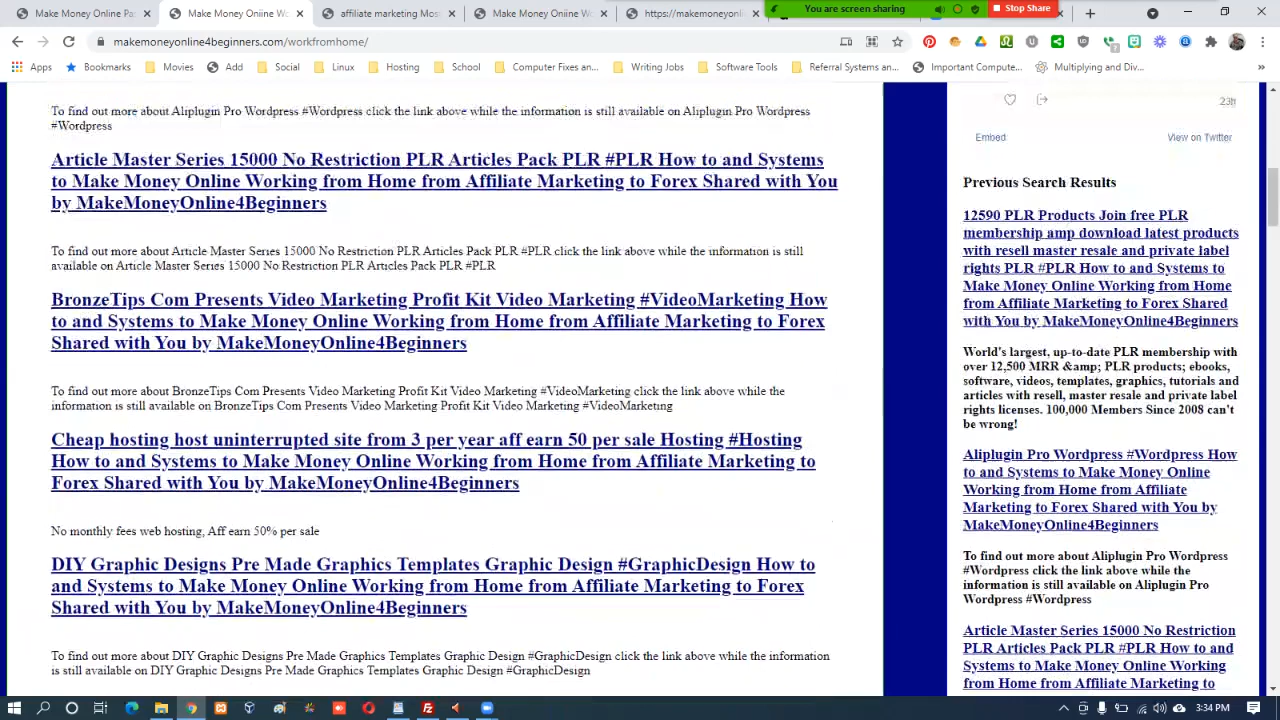 Make Money Onli
Make Money Onlin
affiliate marketing Most
Make Money Online Wo
https://makemoneyonli
You are screen sharing
Stop Share
makemoneyonline4beginners.com/workfromhome/
Apps
Bookmarks
Movies
Add
Social
Linux
Hosting
School
Computer Fixes an...
Writing Jobs
Software Tools
Referral Systems an...
Important Compute...
Multiplying and Div...
»
To find out more about Aliplugin Pro Wordpress #Wordpress click the link above while the information is still available on Aliplugin Pro Wordpress
#Wordpress
Article Master Series 15000 No Restriction PLR Articles Pack PLR #PLR How to and Systems
to Make Money Online Working from Home from Affiliate Marketing to Forex Shared with You
by MakeMoneyOnline4Beginners
To find out more about Article Master Series 15000 No Restriction PLR Articles Pack PLR #PLR click the link above while the information is still
available on Article Master Series 15000 No Restriction PLR Articles Pack PLR #PLR
BronzeTips Com Presents Video Marketing Profit Kit Video Marketing #VideoMarketing How
to and Systems to Make Money Online Working from Home from Affiliate Marketing to Forex
Shared with You by MakeMoneyOnline4Beginners
To find out more about BronzeTips Com Presents Video Marketing Profit Kit Video Marketing #VideoMarketing click the link above while the
information is still available on BronzeTips Com Presents Video Marketing Profit Kit Video Marketing #VideoMarketing
Cheap hosting host uninterrupted site from 3 per year aff earn 50 per sale Hosting #Hosting
How to and Systems to Make Money Online Working from Home from Affiliate Marketing to
Forex Shared with You by MakeMoneyOnline4Beginners
No monthly fees web hosting, Aff earn 50% per sale
DIY Graphic Designs Pre Made Graphics Templates Graphic Design #GraphicDesign How to
and Systems to Make Money Online Working from Home from Affiliate Marketing to Forex
Shared with You by MakeMoneyOnline4Beginners
To find out more about DIY Graphic Designs Pre Made Graphics Templates Graphic Design #GraphicDesign click the link above while the information
is still available on DIY Graphic Designs Pre Made Graphics Templates Graphic Design #GraphicDesign
23h
Embed
View on Twitter
Previous Search Results
12590 PLR Products Join free PLR
membership amp download latest products
with resell master resale and private label
rights PLR #PLR How to and Systems to
Make Money Online Working from Home
from Affiliate Marketing to Forex Shared
with You by MakeMoneyOnline4Beginners
World's largest, up-to-date PLR membership with
over 12,500 MRR &amp; PLR products; ebooks,
software, videos, templates, graphics, tutorials and
articles with resell, master resale and private label
rights licenses. 100,000 Members Since 2008 can't
be wrong!
Aliplugin Pro Wordpress #Wordpress How
to and Systems to Make Money Online
Working from Home from Affiliate
Marketing to Forex Shared with You by
MakeMoneyOnline4Beginners
To find out more about Aliplugin Pro Wordpress
#Wordpress click the link above while the
information is still available on Aliplugin Pro
Wordpress #Wordpress
Article Master Series 15000 No Restriction
PLR Articles Pack PLR #PLR How to and
Systems to Make Money Online Working
from Home from Affiliate Marketing to
3:34 PM